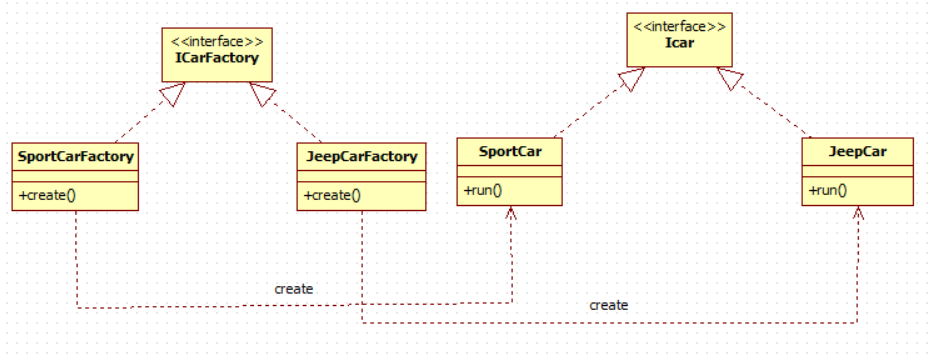 <<interface>>
ICarFactory
<<interface>>
Icar
SportCarFactory
+create()
JeepCarFactory
+create()
SportCar
+run()
JeepCar
+run()
create
create